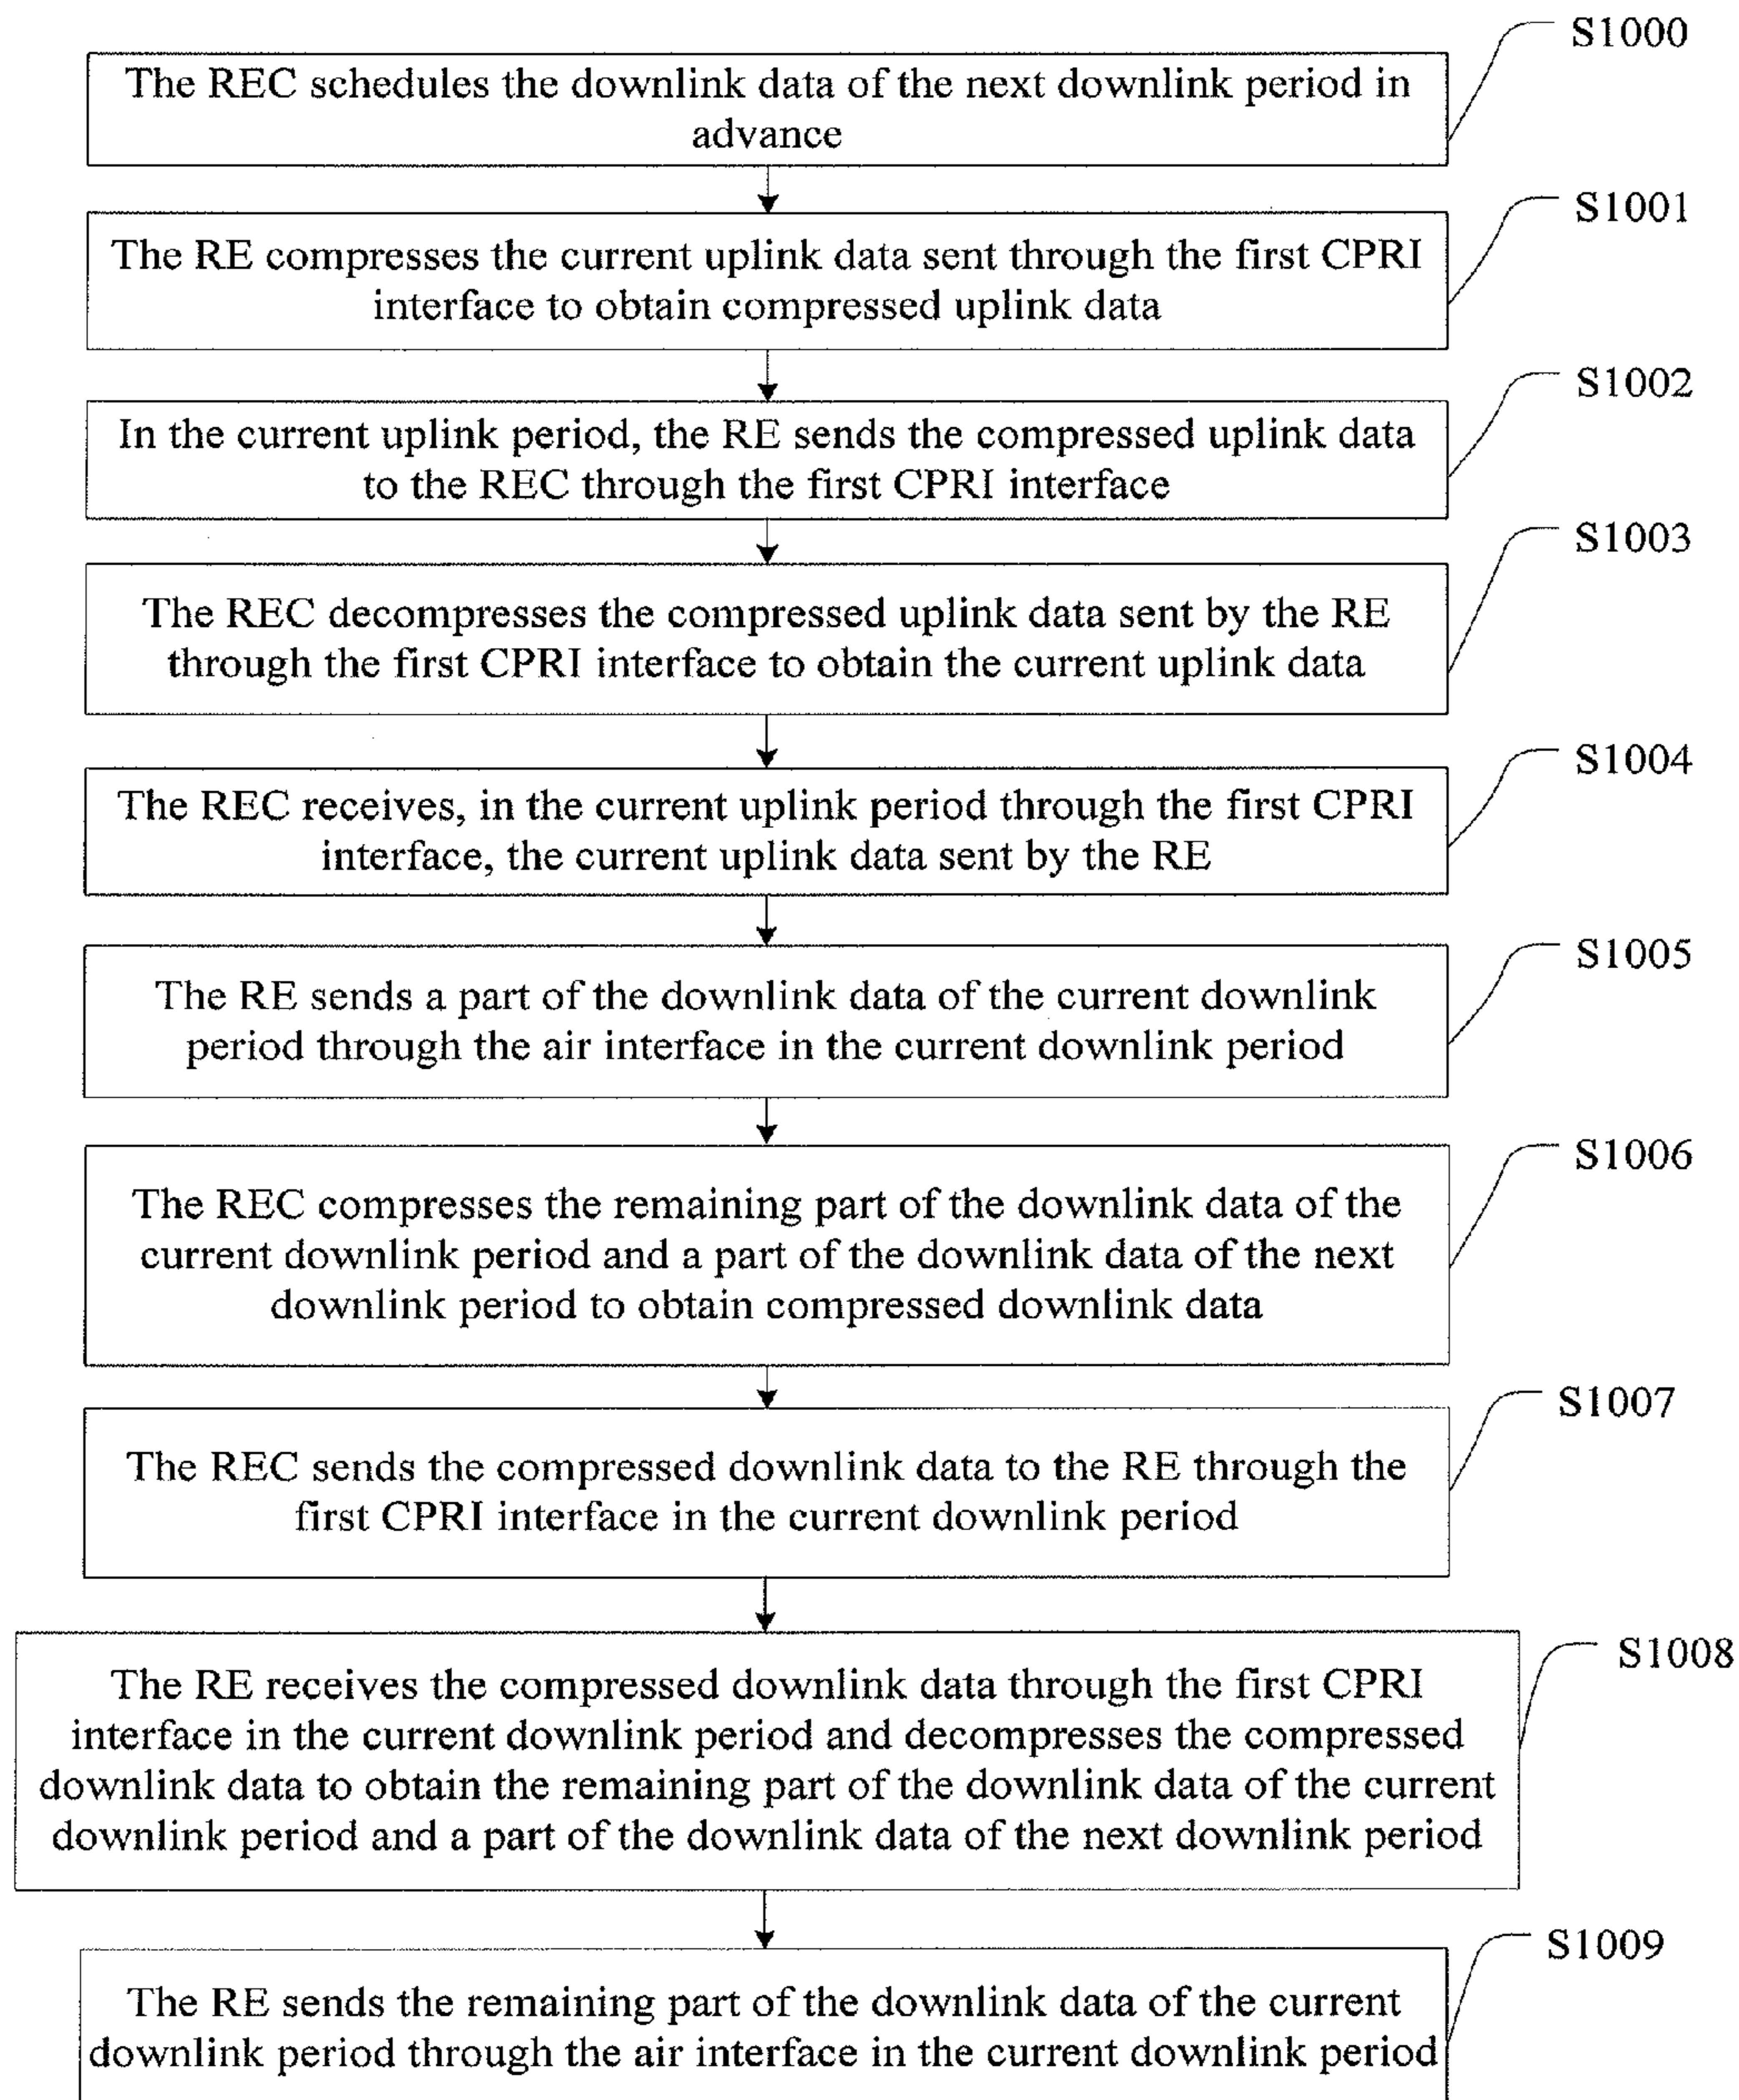 S1000
The REC schedules the downlink data of the next downlink period in
advance
S1001
The RE compresses the current uplink data sent through the first CPRI
interface to obtain compressed uplink data
S1002
In the current uplink period, the RE sends the compressed uplink data
to the REC through the first CPRI interface
S1003
The REC decompresses the compressed uplink data sent by the RE
through the first CPRI interface to obtain the current uplink data
S1004
The REC receives, in the current uplink period through the first CPRI
interface, the current uplink data sent by the RE
S1005
The RE sends a part of the downlink data of the current downlink
period through the air interface in the current downlink period
S1006
The REC compresses the remaining part of the downlink data of the
current downlink period and a part of the downlink data of the next
downlink period to obtain compressed downlink data
S1007
The REC sends the compressed downlink data to the RE through the
first CPRI interface in the current downlink period
S1008
The RE receives the compressed downlink data through the first CPRI
interface in the current downlink period and decompresses the compressed
downlink data to obtain the remaining part of the downlink data of the current
downlink period and a part of the downlink data of the next downlink period
S1009
The RE sends the remaining part of the downlink data of the current
downlink period through the air interface in the current downlink period